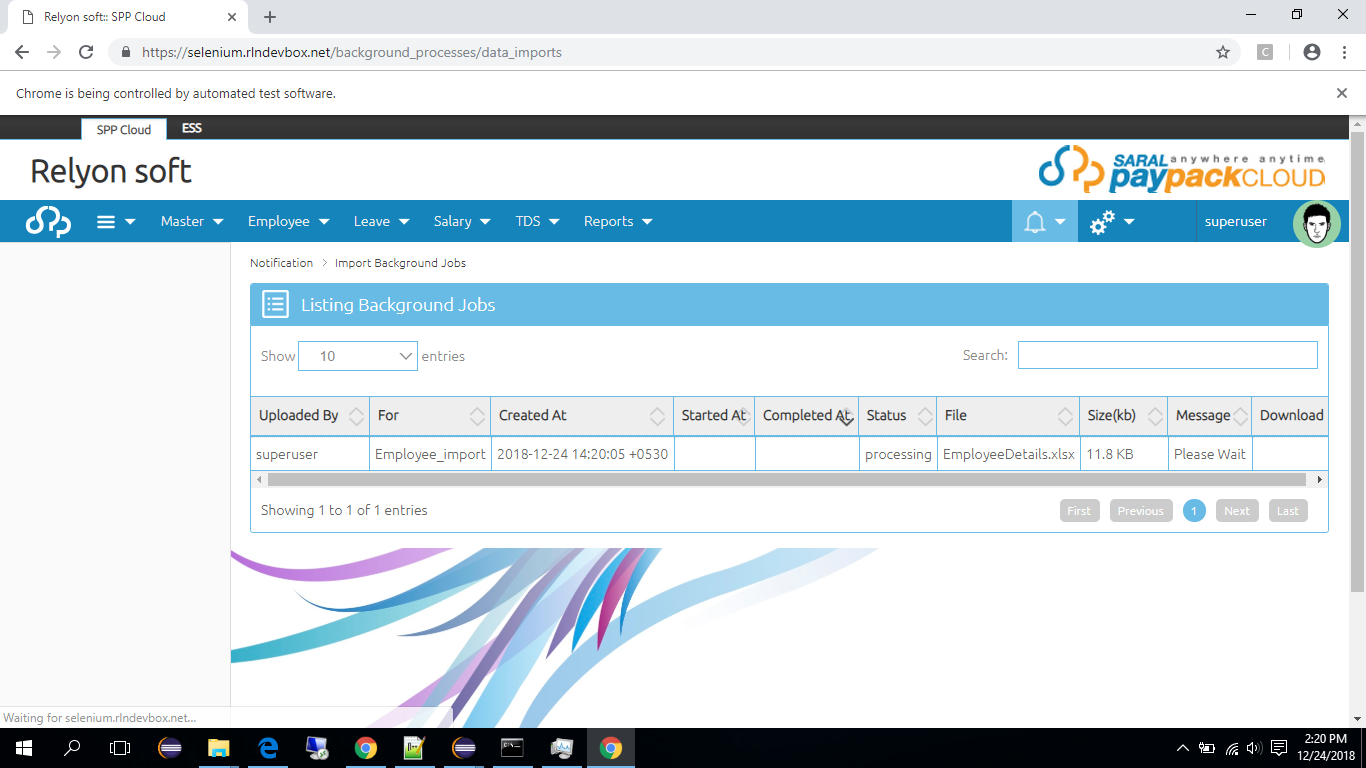 Relyon soft:: SPP Cloud
https://selenium.rlndevbox.net/background_processes/data_imports
Chrome is being controlled by automated test software.
SPP Cloud ESS
Relyon soft
SARAL anywhere anytime
paypackCLOUD
Master Employee Leave Salary TDS Reports superuser
Notification > Import Background Jobs
Listing Background Jobs
Show 10 entries Search:
Uploaded By For Created At Started At Completed At Status File Size(kb) Message Download
superuser Employee_import 2018-12-24 14:20:05 +0530 processing EmployeeDetails.xlsx 11.8 KB Please Wait
Showing 1 to 1 of 1 entries First Previous 1 Next Last
Waiting for selenium.rlndevbox.net...
2:20 PM
12/24/2018